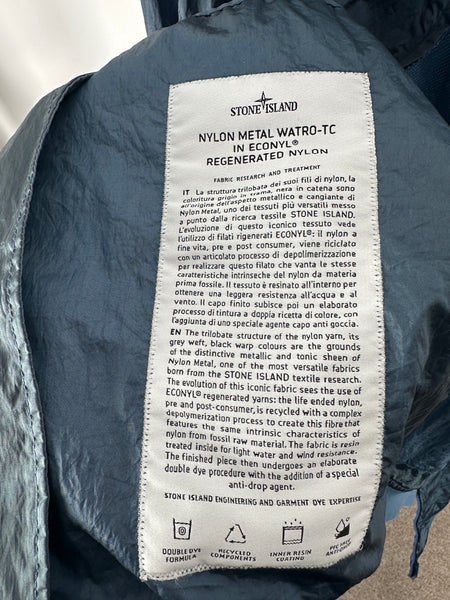 STONE ISLAND
NYLON METAL WATRO-TC
IN ECONYL®
REGENERATED NYLON
FABRIC RESEARCH AND TREATMENT
IT La struttura trilobata dei suoi fili di nylon, la
coloritura grigio in trama, nera in catena sono
all'origine dell'aspetto metallico e cangiante di
Nylon Metal, uno dei tessuti più versatili messo
a punto dalla ricerca tessile STONE ISLAND.
L'evoluzione di questo iconico tessuto vede
l'utilizzo di filati rigenerati ECONYL®: il nylon a
fine vita, pre e post consumer, viene riciclato
con un articolato processo di depolimerizzazione
per realizzare questo filato che vanta le stesse
caratteristiche intrinseche del nylon da materia
prima fossile. Il tessuto è resinato all'interno per
ottenere una leggera resistenza all'acqua e al
vento. Il capo finito subisce poi un elaborato
processo di tintura a doppia ricetta di colore, con
l'aggiunta di uno speciale agente capo anti goccia.
EN The trilobate structure of the nylon yarn, its
grey weft, black warp colours are the grounds
of the distinctive metallic and tonic sheen of
Nylon Metal, one of the most versatile fabrics
born from the STONE ISLAND textile research.
The evolution of this iconic fabric sees the use of
ECONYL® regenerated yarns: the life ended nylon,
pre and post-consumer, is recycled with a complex
depolymerization process to create this fibre that
features the same intrinsic characteristics of
nylon from fossil raw material. The fabric is resin
treated inside for light water and wind resistance.
The finished piece then undergoes an elaborate
double dye procedure with the addition of a special
anti-drop agent.
STONE ISLAND ENGINEERING AND GARMENT DYE EXPERTISE
DOUBLE DYE
FORMULA
RECYCLED
COMPONENTS
INNER RESIN
COATING
PFC FREE
ANTI-DROP